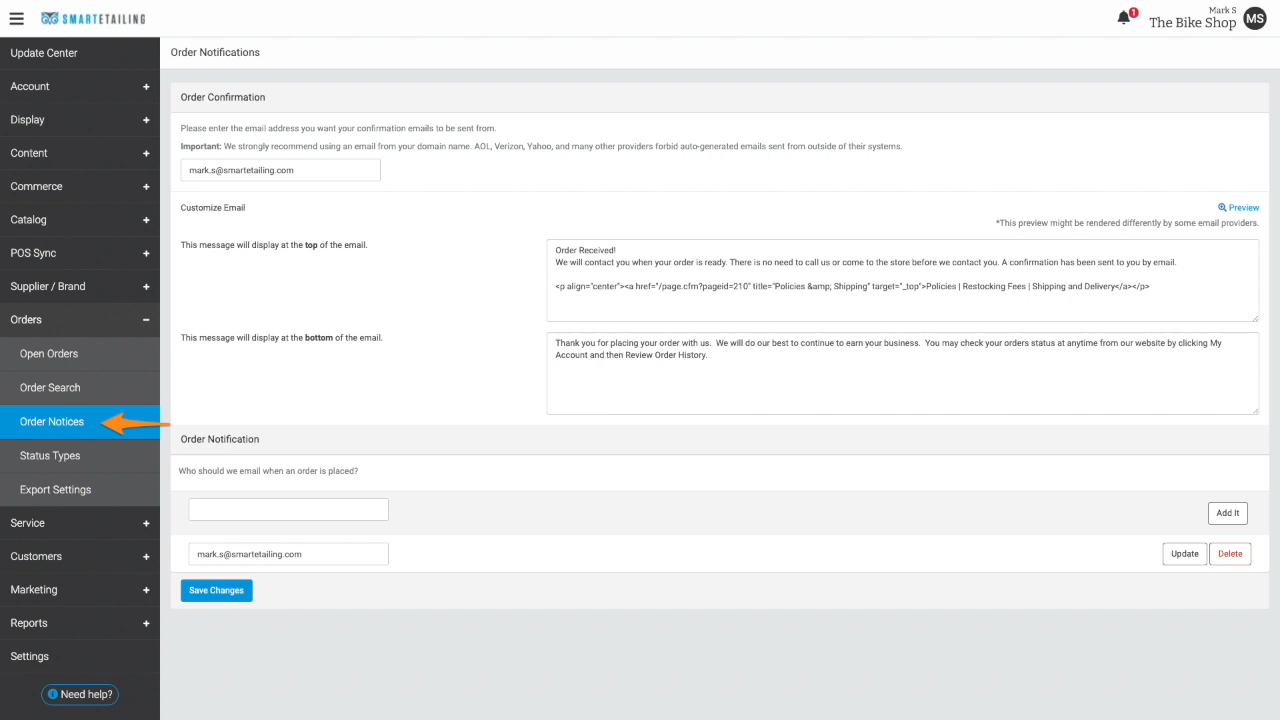 SMARTETAILING
1
Mark S
The Bike Shop
MS
Update Center
Account
Display
Content
Commerce
Catalog
POS Sync
Supplier / Brand
Orders
Open Orders
Order Search
Order Notices
Status Types
Export Settings
Service
Customers
Marketing
Reports
Settings
Need help?
Order Notifications
Order Confirmation
Please enter the email address you want your confirmation emails to be sent from.
Important: We strongly recommend using an email from your domain name. AOL, Verizon, Yahoo, and many other providers forbid auto-generated emails sent from outside of their systems.
mark.s@smartetailing.com
Customize Email
Preview
*This preview might be rendered differently by some email providers.
This message will display at the top of the email.
Order Received!
We will contact you when your order is ready. There is no need to call us or come to the store before we contact you. A confirmation has been sent to you by email.
<p align="center"><a href="/page.cfm?pageid=210" title="Policies &amp; Shipping" target="_top">Policies | Restocking Fees | Shipping and Delivery</a></p>
This message will display at the bottom of the email.
Thank you for placing your order with us.  We will do our best to continue to earn your business.  You may check your orders status at anytime from our website by clicking My
Account and then Review Order History.
Order Notification
Who should we email when an order is placed?
Add It
mark.s@smartetailing.com
Update
Delete
Save Changes